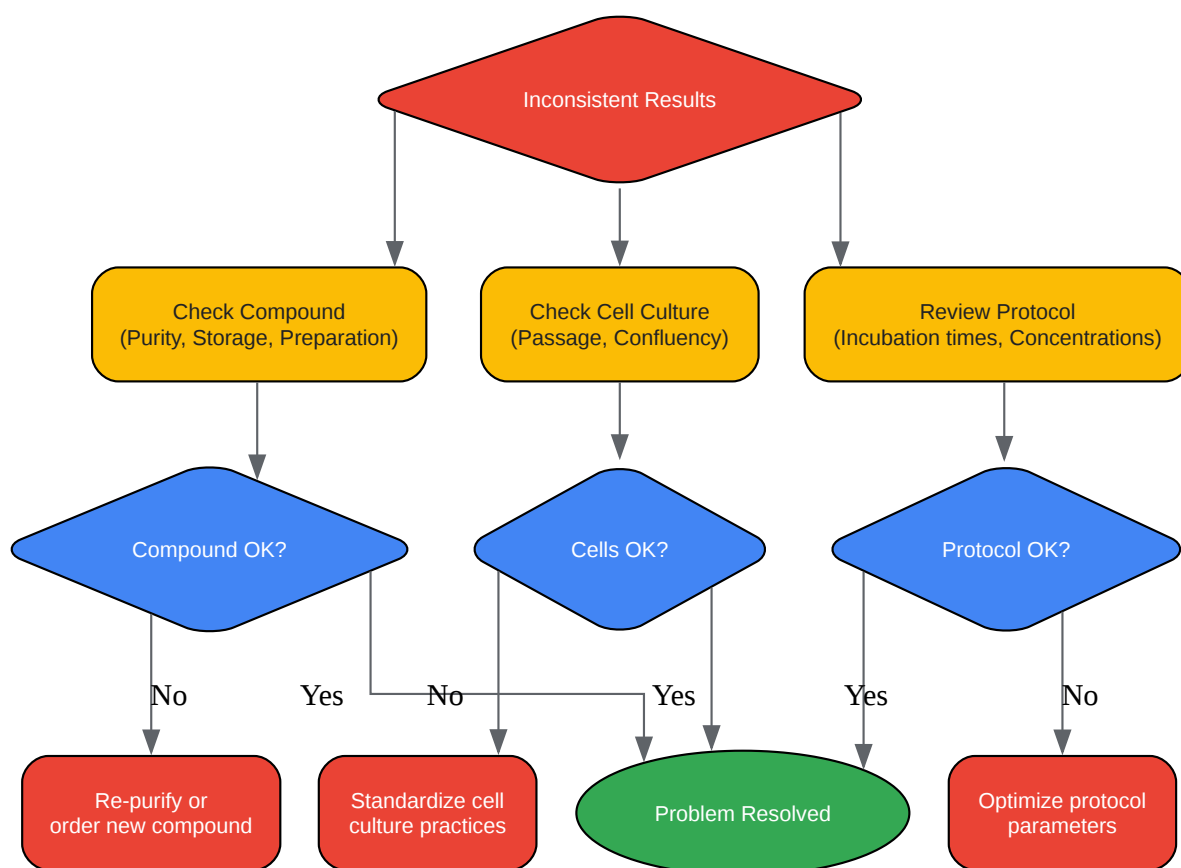 Inconsistent Results
Check Compound
(Purity, Storage, Preparation)
Check Cell Culture
(Passage, Confluency)
Review Protocol
(Incubation times, Concentrations)
Compound OK?
Cells OK?
Protocol OK?
No
Yes
No
Yes
Yes
No
Re-purify or
order new compound
Standardize cell
culture practices
Problem Resolved
Optimize protocol
parameters